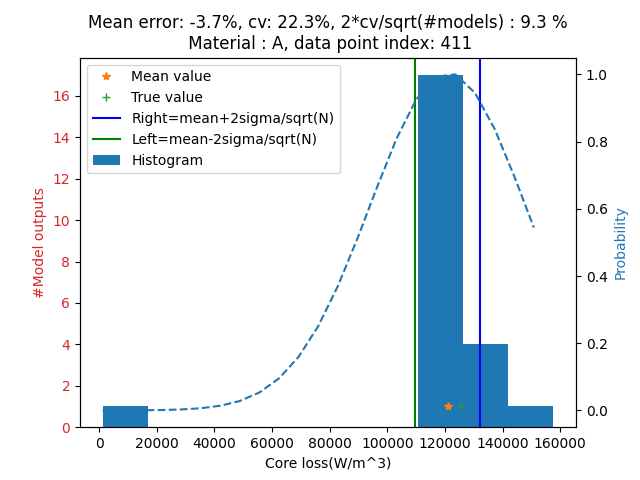 Mean error: -3.7%, cv: 22.3%, 2*cv/sqrt(#models) : 9.3 %
Material : A, data point index: 411
Mean value
True value
Right=mean+2sigma/sqrt(N)
Left=mean-2sigma/sqrt(N)
Histogram
#Model outputs
16
14
12
10
8
6
4
2
0
1.0
0.8
0.6
0.4
0.2
0.0
Probability
0 20000 40000 60000 80000 100000 120000 140000 160000
Core loss(W/m^3)